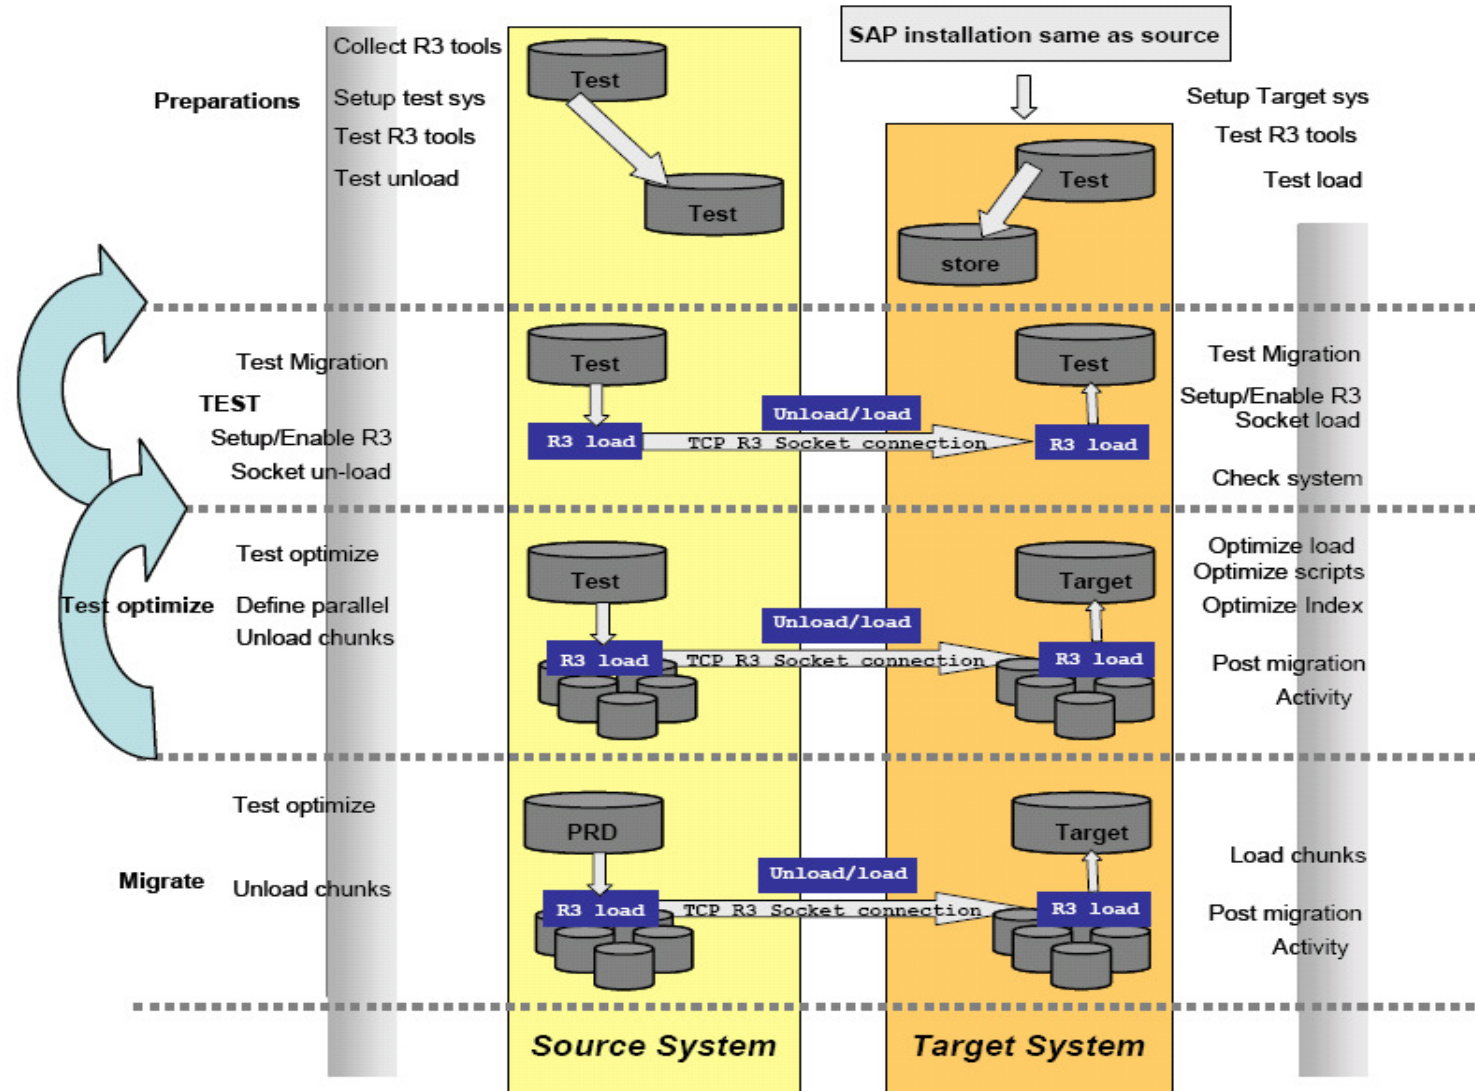 SAP installation same as source
Preparations
Collect R3 tools
Setup test sys
Test R3 tools
Test unload
Test
Test
Test
store
Setup Target sys
Test R3 tools
Test load
Test Migration
TEST
Setup/Enable R3
Socket un-load
Test
R3 load
Unload/load
TCP R3 Socket connection
Test
R3 load
Test Migration
Setup/Enable R3
Socket load
Check system
Test optimize
Test optimize
Define parallel
Unload chunks
Test
R3 load
Unload/load
TCP R3 Socket connection
Target
R3 load
Optimize load
Optimize scripts
Optimize Index
Post migration
Activity
Test optimize
Migrate
Unload chunks
PRD
R3 load
Unload/load
TCP R3 Socket connection
Target
R3 load
Load chunks
Post migration
Activity
Source System
Target System